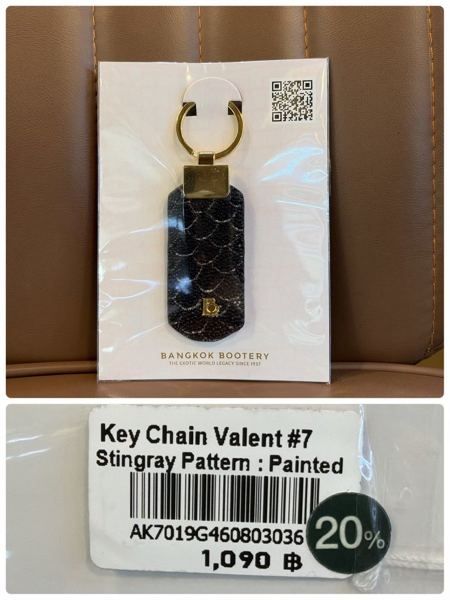 B
BANGKOK BOOTERY
THE EXOTIC WORLD LEGACY SINCE 1937
Key Chain Valent #7
Stingray Pattern : Painted
AK7019G460803036
1,090 ฿
20%